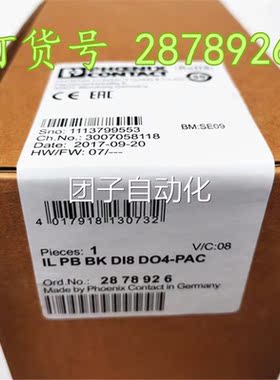 订货号 2878926
PHOENIX
CONTACT
CE EAC
Sno: 1113799553
BM:SE09
Ch.No.: 3007058118
Date: 2017-09-20
HW/FW: 07/---
4 017918 130732
团子自动化
Pieces: 1
V/C:08
IL PB BK DI8 DO4-PAC
Ord.No.: 28 78 92 6
Made by Phoenix Contact in Germany